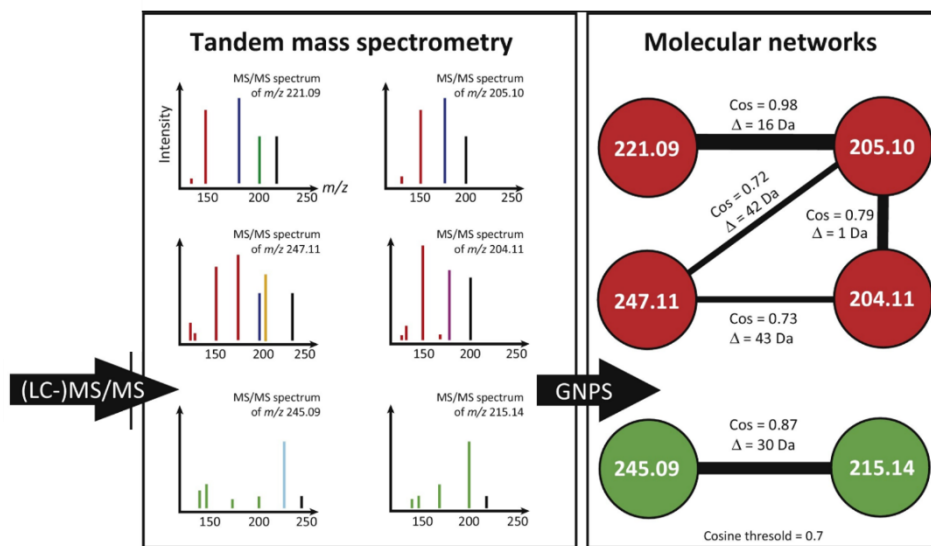 Tandem mass spectrometry
MS/MS spectrum
of m/z 221.09
Intensity
150 200 250
m/z
MS/MS spectrum
of m/z 205.10
150 200 250
MS/MS spectrum
of m/z 247.11
150 200 250
MS/MS spectrum
of m/z 204.11
150 200 250
(LC-)MS/MS
MS/MS spectrum
of m/z 245.09
150 200 250
MS/MS spectrum
of m/z 215.14
150 200 250
GNPS
Molecular networks
221.09
Cos = 0.98
Δ = 16 Da
205.10
Cos = 0.72
Δ = 42 Da
Cos = 0.79
Δ = 1 Da
247.11
204.11
Cos = 0.73
Δ = 43 Da
245.09
Cos = 0.87
Δ = 30 Da
215.14
Cosine thresold = 0.7